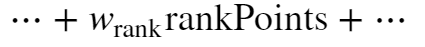 ⋯ + w_rank rankPoints + ⋯